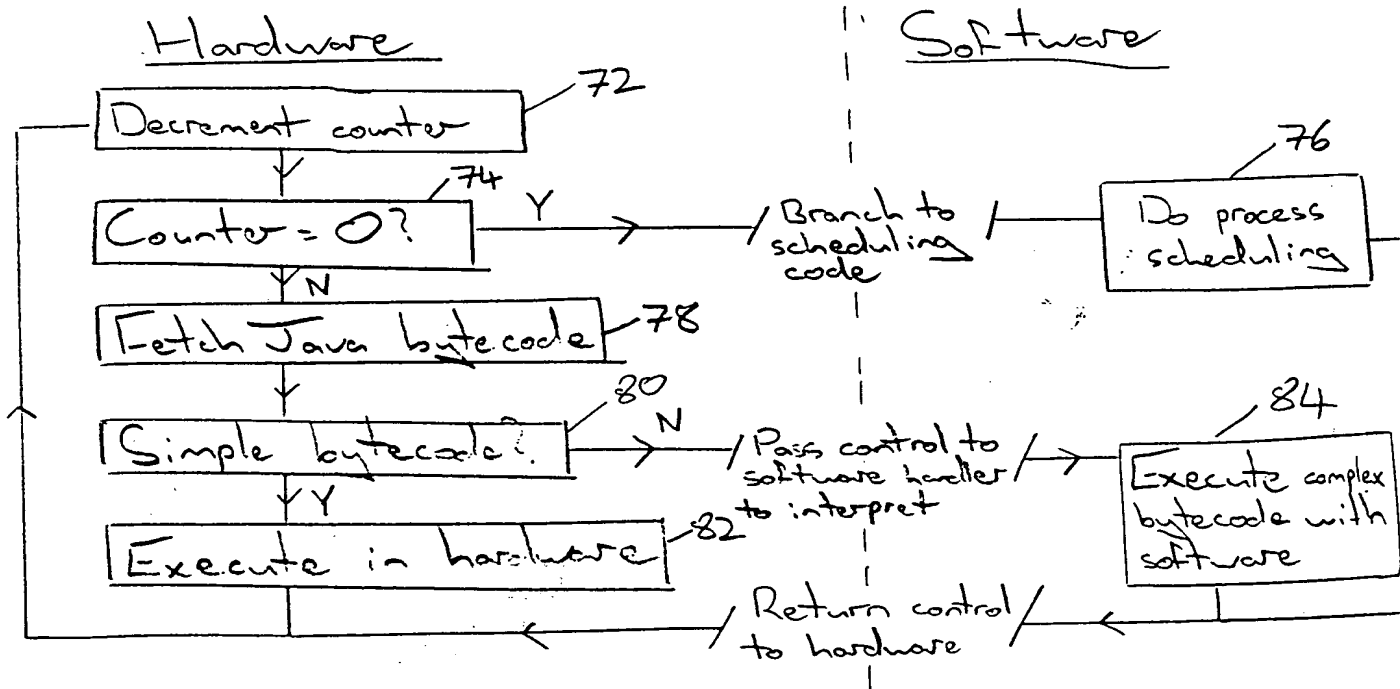 Hardware
Software
72
Decrement counter
76
74
Counter = 0?
Y
Branch to
scheduling
code
Do process
scheduling
N
Fetch Java bytecode
78
80
Simple bytecode?
N
Pass control to
software handler
to interpret
84
Execute complex
bytecode with
software
Y
Execute in hardware
82
Return control
to hardware